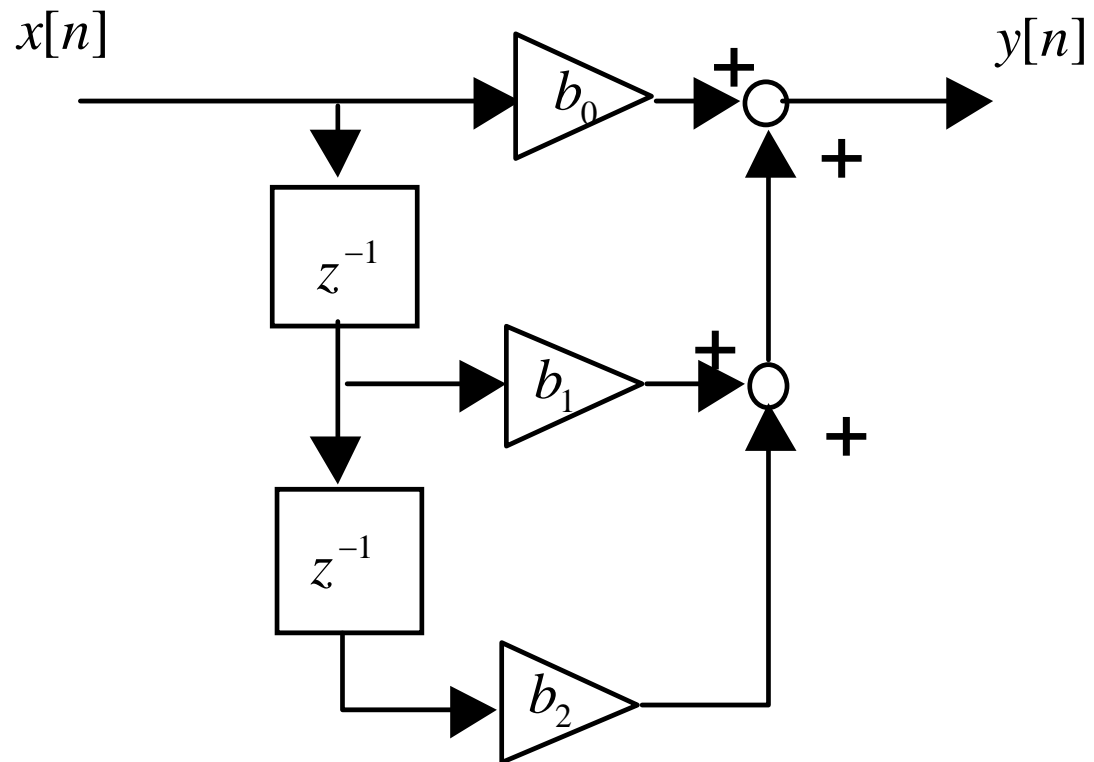 x[n]
y[n]
b₀
+
+
z⁻¹
b₁
+
+
z⁻¹
b₂